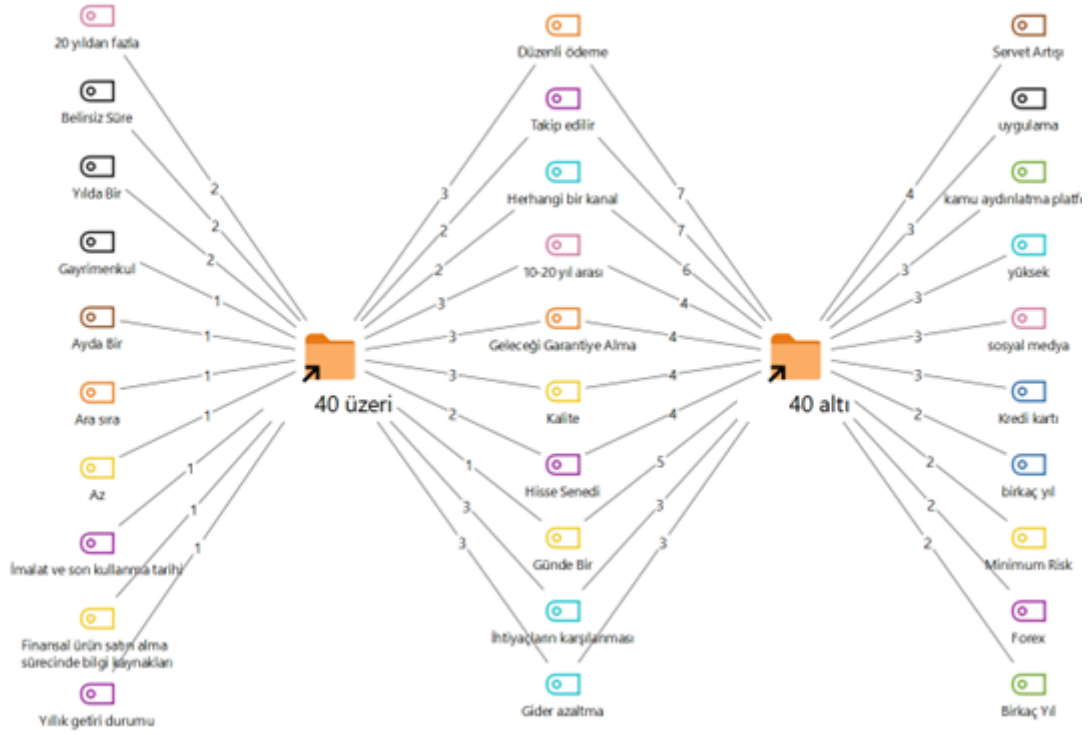 20 yıldan fazla
Belirsiz Süre
Yılda Bir
Gayrimenkul
Ayda Bir
Ara sıra
Az
İmalat ve son kullanma tarihi
Finansal ürün satın alma
sürecinde bilgi kaynakları
Yıllık getiri durumu
2
2
2
1
1
1
1
1
1
1
40 üzeri
3
2
2
3
3
3
2
1
3
3
Düzenli ödeme
Takip edilir
Herhangi bir kanal
10-20 yıl arası
Geleceği Garantiye Alma
Kalite
Hisse Senedi
Günde Bir
İhtiyaçların karşılanması
Gider azaltma
7
7
6
4
4
4
4
5
3
3
40 altı
4
3
3
3
3
3
2
2
2
2
Servet Artışı
uygulama
kamu aydınlatma platfo
yüksek
sosyal medya
Kredi kartı
birkaç yıl
Minimum Risk
Forex
Birkaç Yıl